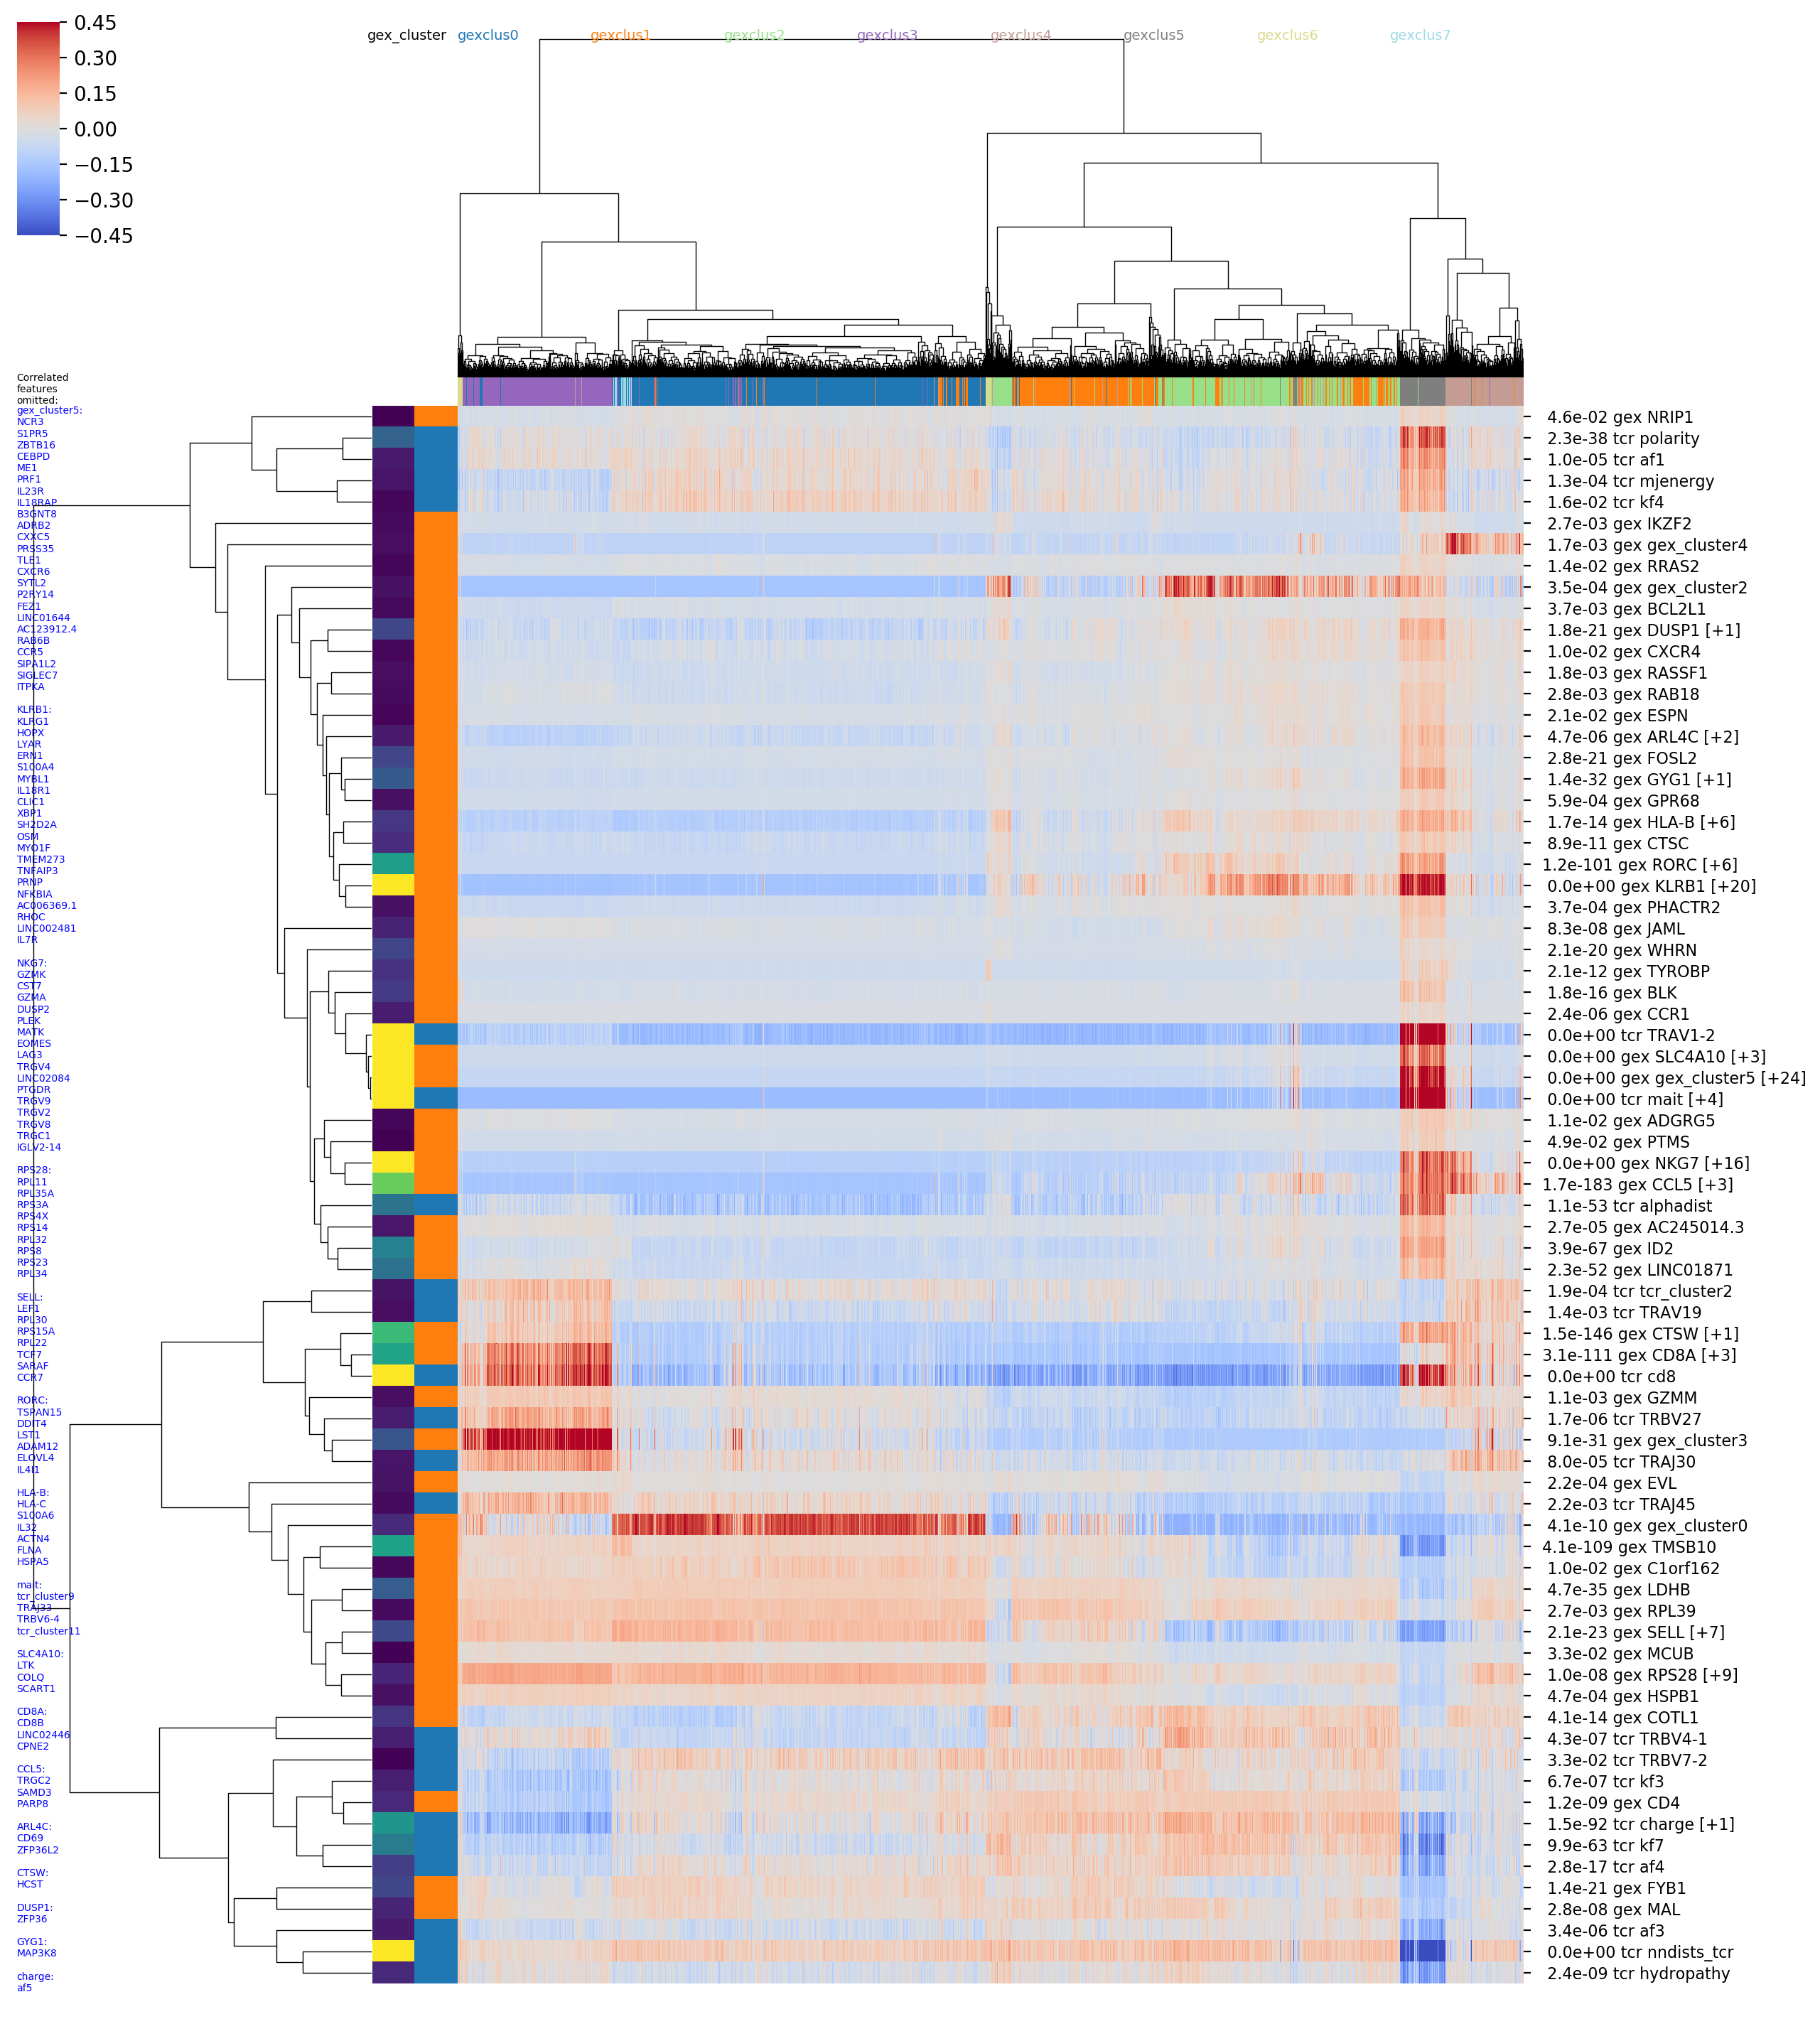 0.45
0.30
0.15
0.00
−0.15
−0.30
−0.45
gex_cluster gexclus0 gexclus1 gexclus2 gexclus3 gexclus4 gexclus5 gexclus6 gexclus7
Correlated
features
omitted:
gex_cluster5:
NCR3
S1PR5
ZBTB16
CEBPD
ME1
PRF1
IL23R
IL18RAP
B3GNT8
ADRB2
CXXC5
PRSS35
TLE1
CXCR6
SYTL2
P2RY14
FEZ1
LINC01644
AC123912.4
RAB6B
CCR5
SIPA1L2
SIGLEC7
ITPKA
KLRB1:
KLRG1
HOPX
LYAR
ERN1
S100A4
MYBL1
IL18R1
CLIC1
XBP1
SH2D2A
OSM
MYO1F
TMEM273
TNFAIP3
PRNP
NFKBIA
AC006369.1
RHOC
LINC002481
IL7R
NKG7:
GZMK
CST7
GZMA
DUSP2
PLEK
MATK
EOMES
LAG3
TRGV4
LINC02084
PTGDR
TRGV9
TRGV2
TRGV8
TRGC1
IGLV2-14
RPS28:
RPL11
RPL35A
RPS3A
RPS4X
RPS14
RPL32
RPS8
RPS23
RPL34
SELL:
LEF1
RPL30
RPS15A
RPL22
TCF7
SARAF
CCR7
RORC:
TSPAN15
DDIT4
LST1
ADAM12
ELOVL4
IL4I1
HLA-B:
HLA-C
S100A6
IL32
ACTN4
FLNA
HSPA5
mait:
tcr_cluster9
TRAJ33
TRBV6-4
tcr_cluster11
SLC4A10:
LTK
COLQ
SCART1
CD8A:
CD8B
LINC02446
CPNE2
CCL5:
TRGC2
SAMD3
PARP8
ARL4C:
CD69
ZFP36L2
CTSW:
HCST
DUSP1:
ZFP36
GYG1:
MAP3K8
charge:
af5
4.6e-02 gex NRIP1
2.3e-38 tcr polarity
1.0e-05 tcr af1
1.3e-04 tcr mjenergy
1.6e-02 tcr kf4
2.7e-03 gex IKZF2
1.7e-03 gex gex_cluster4
1.4e-02 gex RRAS2
3.5e-04 gex gex_cluster2
3.7e-03 gex BCL2L1
1.8e-21 gex DUSP1 [+1]
1.0e-02 gex CXCR4
1.8e-03 gex RASSF1
2.8e-03 gex RAB18
2.1e-02 gex ESPN
4.7e-06 gex ARL4C [+2]
2.8e-21 gex FOSL2
1.4e-32 gex GYG1 [+1]
5.9e-04 gex GPR68
1.7e-14 gex HLA-B [+6]
8.9e-11 gex CTSC
1.2e-101 gex RORC [+6]
0.0e+00 gex KLRB1 [+20]
3.7e-04 gex PHACTR2
8.3e-08 gex JAML
2.1e-20 gex WHRN
2.1e-12 gex TYROBP
1.8e-16 gex BLK
2.4e-06 gex CCR1
0.0e+00 tcr TRAV1-2
0.0e+00 gex SLC4A10 [+3]
0.0e+00 gex gex_cluster5 [+24]
0.0e+00 tcr mait [+4]
1.1e-02 gex ADGRG5
4.9e-02 gex PTMS
0.0e+00 gex NKG7 [+16]
1.7e-183 gex CCL5 [+3]
1.1e-53 tcr alphadist
2.7e-05 gex AC245014.3
3.9e-67 gex ID2
2.3e-52 gex LINC01871
1.9e-04 tcr tcr_cluster2
1.4e-03 tcr TRAV19
1.5e-146 gex CTSW [+1]
3.1e-111 gex CD8A [+3]
0.0e+00 tcr cd8
1.1e-03 gex GZMM
1.7e-06 tcr TRBV27
9.1e-31 gex gex_cluster3
8.0e-05 tcr TRAJ30
2.2e-04 gex EVL
2.2e-03 tcr TRAJ45
4.1e-10 gex gex_cluster0
4.1e-109 gex TMSB10
1.0e-02 gex C1orf162
4.7e-35 gex LDHB
2.7e-03 gex RPL39
2.1e-23 gex SELL [+7]
3.3e-02 gex MCUB
1.0e-08 gex RPS28 [+9]
4.7e-04 gex HSPB1
4.1e-14 gex COTL1
4.3e-07 tcr TRBV4-1
3.3e-02 tcr TRBV7-2
6.7e-07 tcr kf3
1.2e-09 gex CD4
1.5e-92 tcr charge [+1]
9.9e-63 tcr kf7
2.8e-17 tcr af4
1.4e-21 gex FYB1
2.8e-08 gex MAL
3.4e-06 tcr af3
0.0e+00 tcr nndists_tcr
2.4e-09 tcr hydropathy